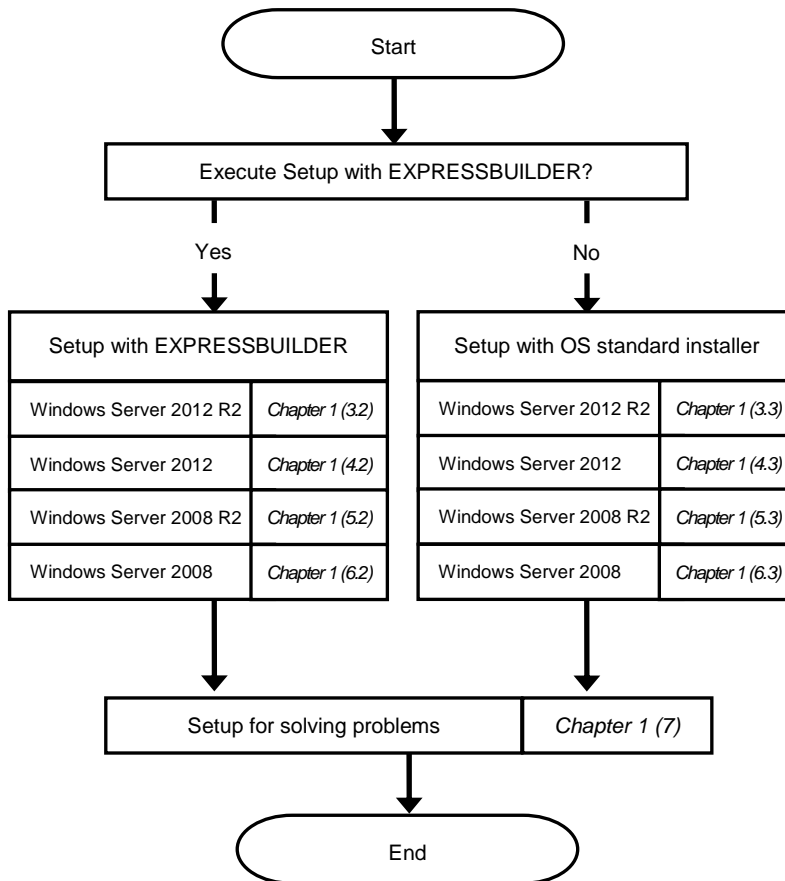 Start
Execute Setup with EXPRESSBUILDER?
Yes
No
Setup with EXPRESSBUILDER
Windows Server 2012 R2 Chapter 1 (3.2)
Windows Server 2012 Chapter 1 (4.2)
Windows Server 2008 R2 Chapter 1 (5.2)
Windows Server 2008 Chapter 1 (6.2)
Setup with OS standard installer
Windows Server 2012 R2 Chapter 1 (3.3)
Windows Server 2012 Chapter 1 (4.3)
Windows Server 2008 R2 Chapter 1 (5.3)
Windows Server 2008 Chapter 1 (6.3)
Setup for solving problems Chapter 1 (7)
End